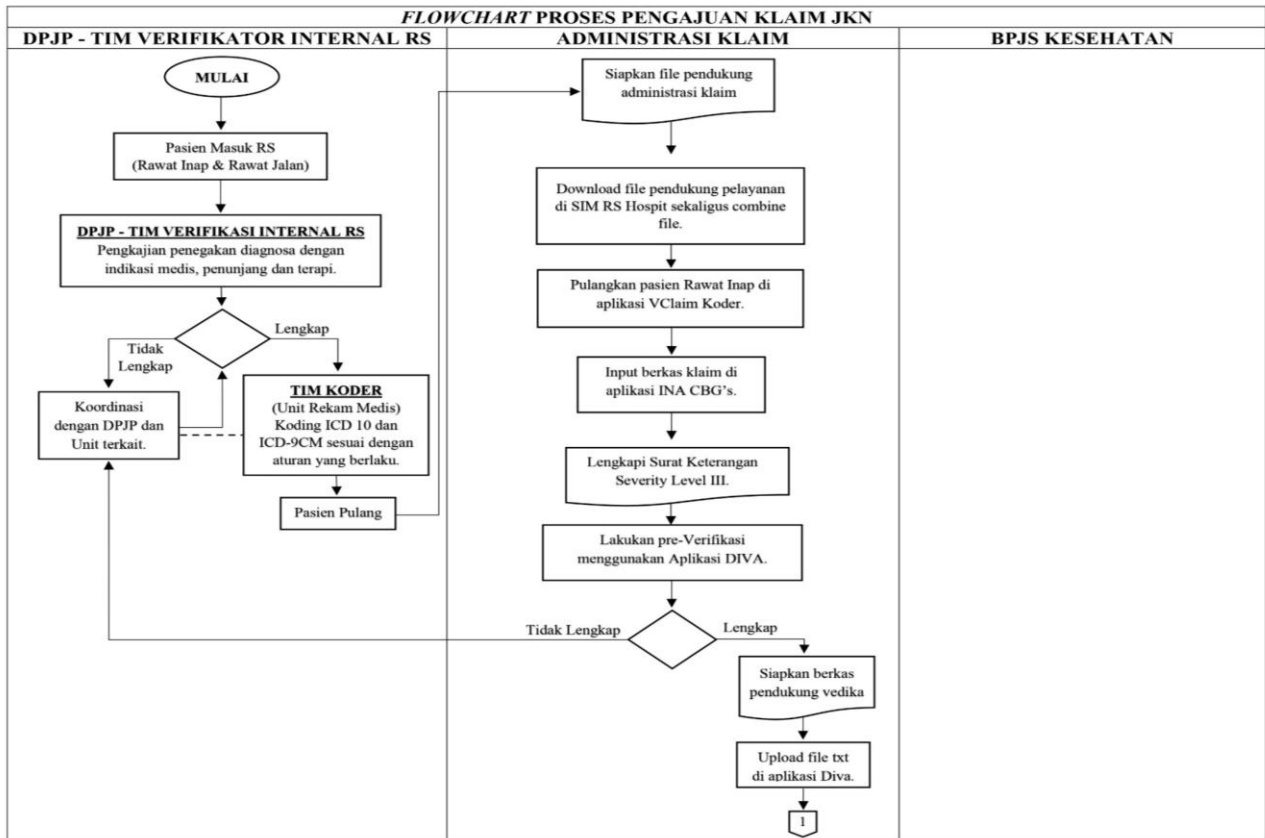 FLOWCHART PROSES PENGAJUAN KLAIM JKN
DPJP - TIM VERIFIKATOR INTERNAL RS
ADMINISTRASI KLAIM
BPJS KESEHATAN
MULAI
Pasien Masuk RS
(Rawat Inap & Rawat Jalan)
DPJP - TIM VERIFIKASI INTERNAL RS
Pengkajian penegakan diagnosa dengan
indikasi medis, penunjang dan terapi.
Lengkap
Tidak
Lengkap
Koordinasi
dengan DPJP dan
Unit terkait.
TIM KODER
(Unit Rekam Medis)
Koding ICD 10 dan
ICD-9CM sesuai dengan
aturan yang berlaku.
Pasien Pulang
Siapkan file pendukung
administrasi klaim
Download file pendukung pelayanan
di SIM RS Hospit sekaligus combine
file.
Pulangkan pasien Rawat Inap di
aplikasi VClaim Koder.
Input berkas klaim di
aplikasi INA CBG's.
Lengkapi Surat Keterangan
Severity Level III.
Lakukan pre-Verifikasi
menggunakan Aplikasi DIVA.
Tidak Lengkap
Lengkap
Siapkan berkas
pendukung vedika
Upload file txt
di aplikasi Diva.
1